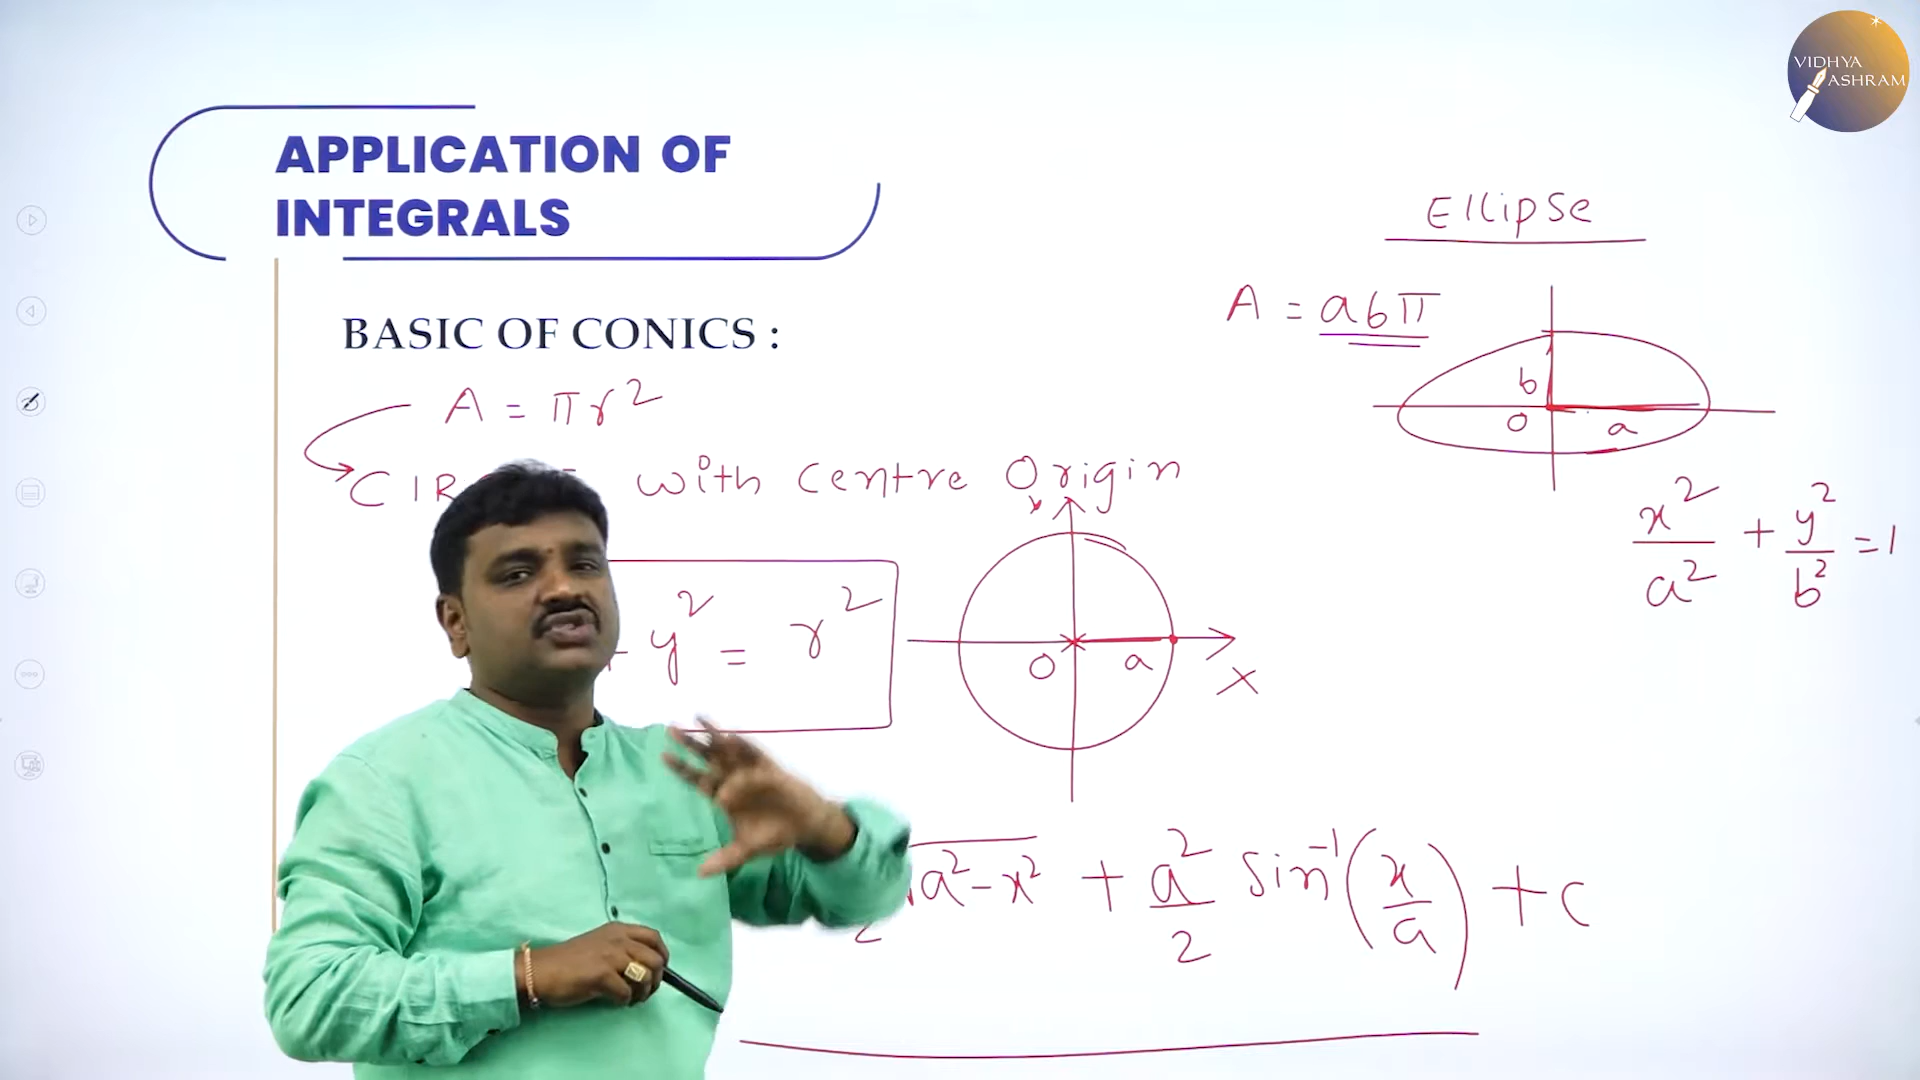 VIDHYA
ASHRAM
APPLICATION OF
INTEGRALS
BASIC OF CONICS :
A = πr²
with centre Origin
y² = r²
O a
X
√a²-x² + a²/2 sin⁻¹(x/a) + c
2
Ellipse
A = abπ
b
O a
x²/a² + y²/b² = 1